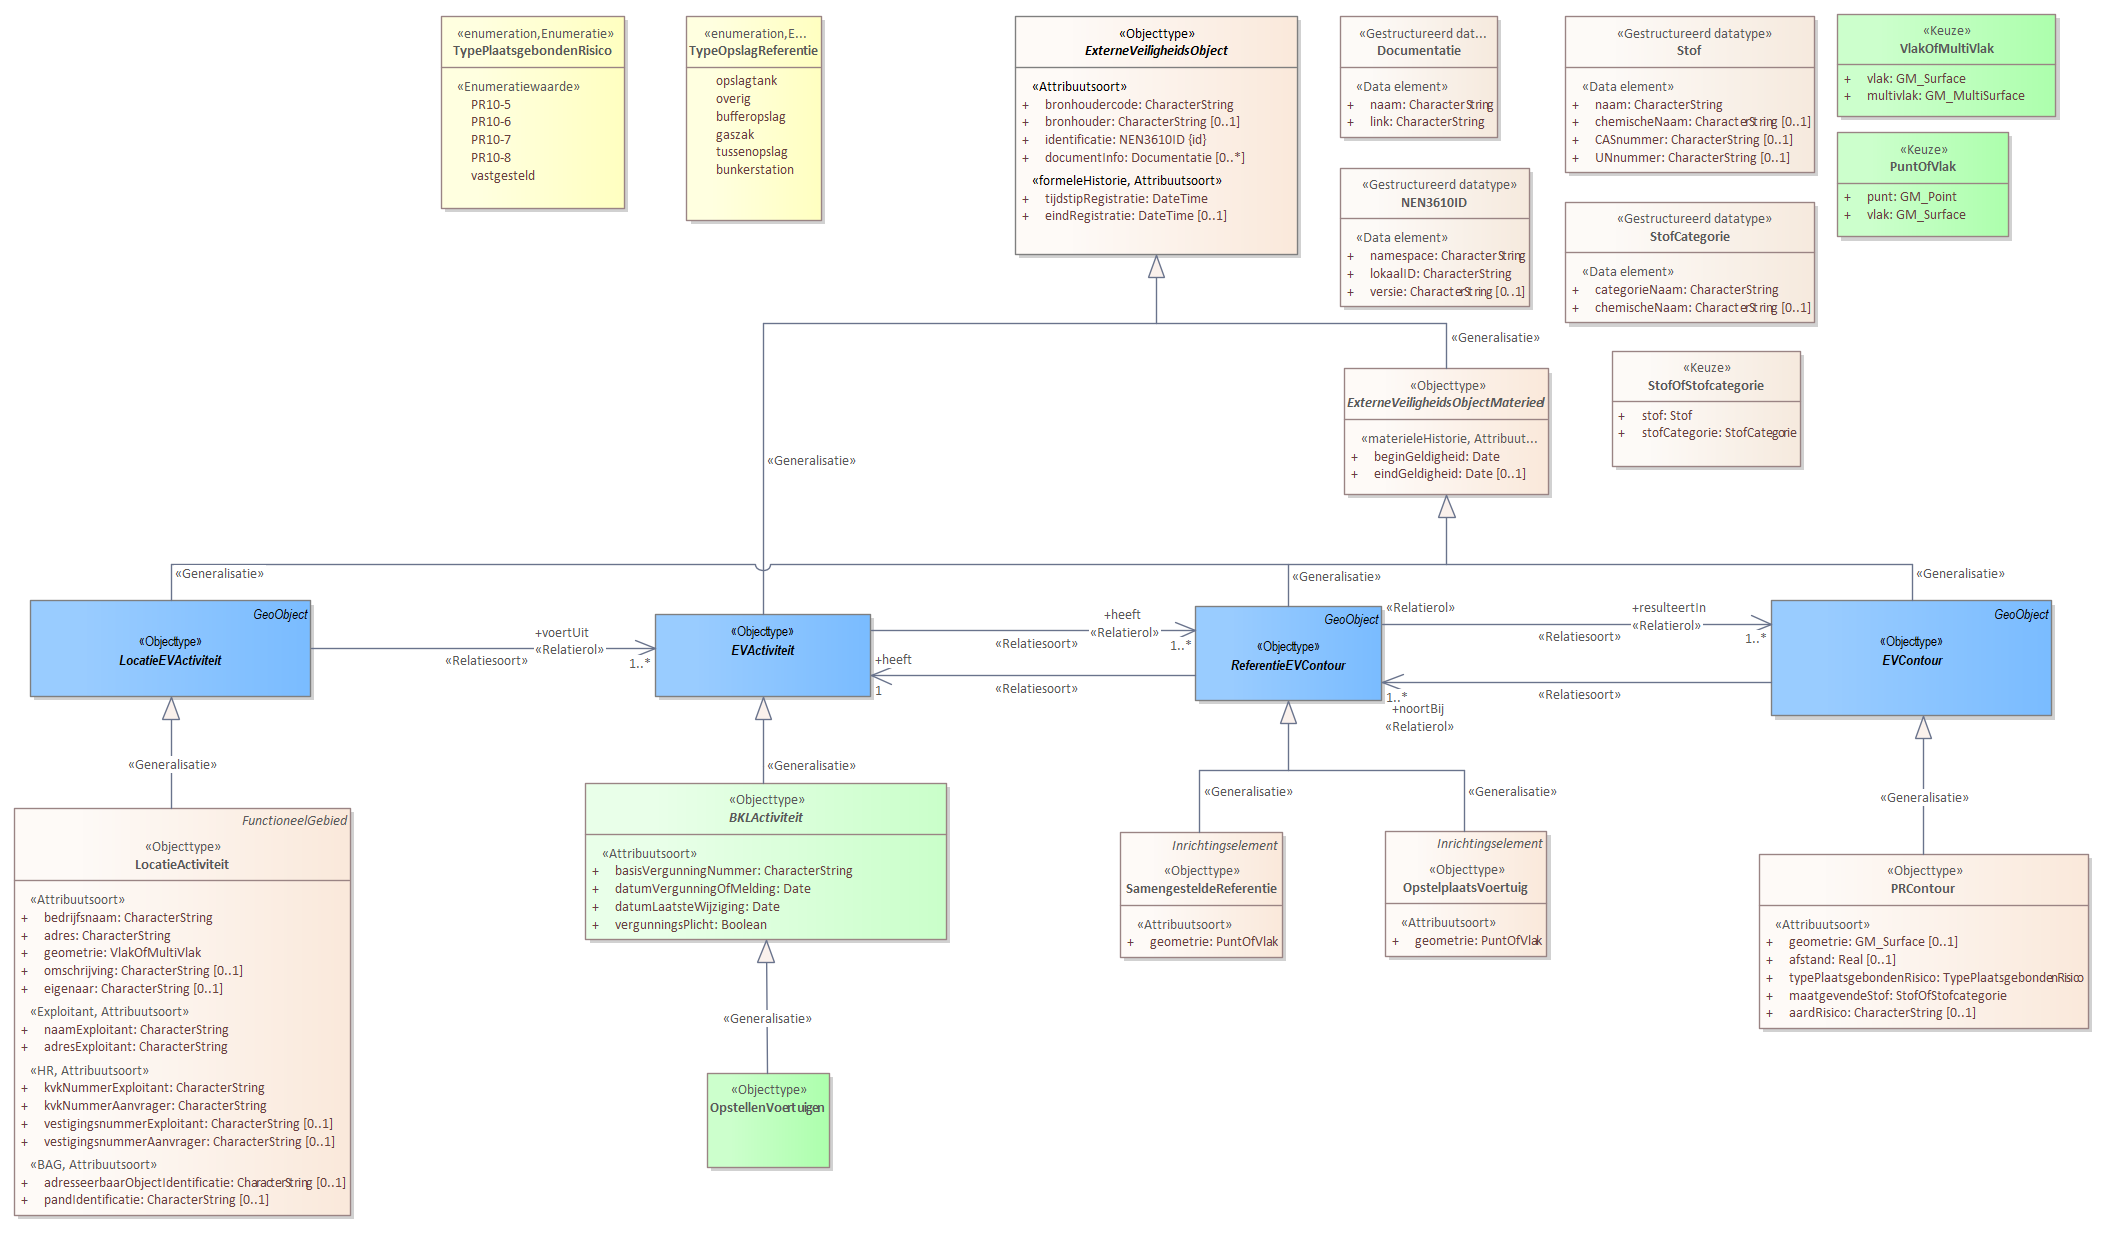 «enumeration,Enumeratie»
TypePlaatsgebondenRisico
«Enumeratiewaarde»
PR10-5
PR10-6
PR10-7
PR10-8
vastgesteld
«enumeration,E...
TypeOpslagReferentie
opslagtank
overig
bufferopslag
gaszak
tussenopslag
bunkerstation
«Objecttype»
ExterneVeiligheidsObject
«Attribuutsoort»
+ bronhoudercode: CharacterString
+ bronhouder: CharacterString [0..1]
+ identificatie: NEN3610ID {id}
+ documentInfo: Documentatie [0..*]
«formeleHistorie, Attribuutsoort»
+ tijdstipRegistratie: DateTime
+ eindRegistratie: DateTime [0..1]
«Gestructureerd dat...
Documentatie
«Data element»
+ naam: CharacterString
+ link: CharacterString
«Gestructureerd datatype»
NEN3610ID
«Data element»
+ namespace: CharacterString
+ lokaalID: CharacterString
+ versie: CharacterString [0..1]
«Gestructureerd datatype»
Stof
«Data element»
+ naam: CharacterString
+ chemischeNaam: CharacterString [0..1]
+ CASnummer: CharacterString [0..1]
+ UNnummer: CharacterString [0..1]
«Gestructureerd datatype»
StofCategorie
«Data element»
+ categorieNaam: CharacterString
+ chemischeNaam: CharacterString [0..1]
«Keuze»
StofOfStofcategorie
+ stof: Stof
+ stofCategorie: StofCategorie
«Keuze»
VlakOfMultiVlak
+ vlak: GM_Surface
+ multivlak: GM_MultiSurface
«Keuze»
PuntOfVlak
+ punt: GM_Point
+ vlak: GM_Surface
«Generalisatie»
«Objecttype»
ExterneVeiligheidsObjectMaterieel
«materieleHistorie, Attribuut...
+ beginGeldigheid: Date
+ eindGeldigheid: Date [0..1]
«Generalisatie»
«Generalisatie»
«Generalisatie»
«Generalisatie»
GeoObject
«Objecttype»
LocatieEVActiviteit
+voertUit
«Relatierol»
«Relatiesoort»
1..*
«Objecttype»
EVActiviteit
+heeft
«Relatierol»
«Relatiesoort»
1..*
+heeft
1
«Relatiesoort»
GeoObject
«Objecttype»
ReferentieEVContour
«Relatierol»
+resulteertIn
«Relatierol»
«Relatiesoort»
1..*
«Relatiesoort»
1..*
+noortBij
«Relatierol»
GeoObject
«Objecttype»
EVContour
«Generalisatie»
«Generalisatie»
«Generalisatie»
«Generalisatie»
«Generalisatie»
FunctioneelGebied
«Objecttype»
LocatieActiviteit
«Attribuutsoort»
+ bedrijfsnaam: CharacterString
+ adres: CharacterString
+ geometrie: VlakOfMultiVlak
+ omschrijving: CharacterString [0..1]
+ eigenaar: CharacterString [0..1]
«Exploitant, Attribuutsoort»
+ naamExploitant: CharacterString
+ adresExploitant: CharacterString
«HR, Attribuutsoort»
+ kvkNummerExploitant: CharacterString
+ kvkNummerAanvrager: CharacterString
+ vestigingsnummerExploitant: CharacterString [0..1]
+ vestigingsnummerAanvrager: CharacterString [0..1]
«BAG, Attribuutsoort»
+ adresseerbaarObjectIdentificatie: CharacterString [0..1]
+ pandIdentificatie: CharacterString [0..1]
«Objecttype»
BKLActiviteit
«Attribuutsoort»
+ basisVergunningNummer: CharacterString
+ datumVergunningOfMelding: Date
+ datumLaatsteWijziging: Date
+ vergunningsPlicht: Boolean
«Generalisatie»
«Objecttype»
OpstellenVoertuigen
Inrichtingselement
«Objecttype»
SamengesteldeReferentie
«Attribuutsoort»
+ geometrie: PuntOfVlak
Inrichtingselement
«Objecttype»
OpstelplaatsVoertuig
«Attribuutsoort»
+ geometrie: PuntOfVlak
«Objecttype»
PRContour
«Attribuutsoort»
+ geometrie: GM_Surface [0..1]
+ afstand: Real [0..1]
+ typePlaatsgebondenRisico: TypePlaatsgebondenRisico
+ maatgevendeStof: StofOfStofcategorie
+ aardRisico: CharacterString [0..1]